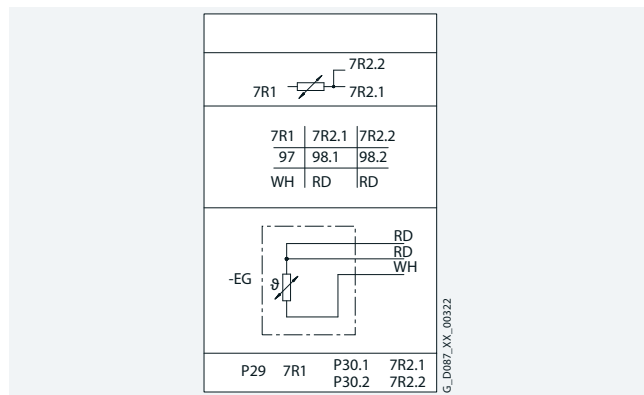 7R2.2
7R1 7R2.1
7R1 7R2.1 7R2.2
97 98.1 98.2
WH RD RD
RD
RD
WH
-EG ϑ
P29 7R1 P30.1 7R2.1
P30.2 7R2.2
G_D087_XX_00322